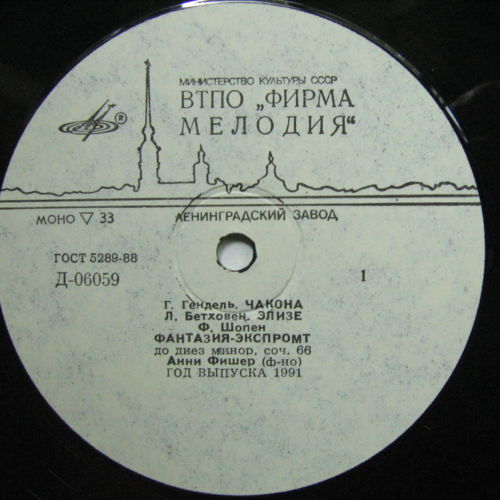 МИНИСТЕРСТВО КУЛЬТУРЫ СССР
ВТПО „ФИРМА
МЕЛОДИЯ“
®
МОНО ▽ 33
ЛЕНИНГРАДСКИЙ ЗАВОД
ГОСТ 5289-88
Д-06059
1
Г. Гендель. ЧАКОНА
Л. Бетховен. ЭЛИЗЕ
Ф. Шопен
ФАНТАЗИЯ-ЭКСПРОМТ
до диез минор, соч. 66
Анни Фишер (ф-но)
ГОД ВЫПУСКА 1991